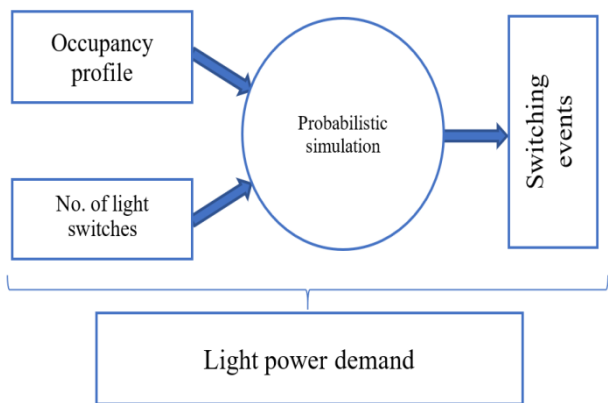 Occupancy
profile
No. of light
switches
Probabilistic
simulation
Switching
events
Light power demand